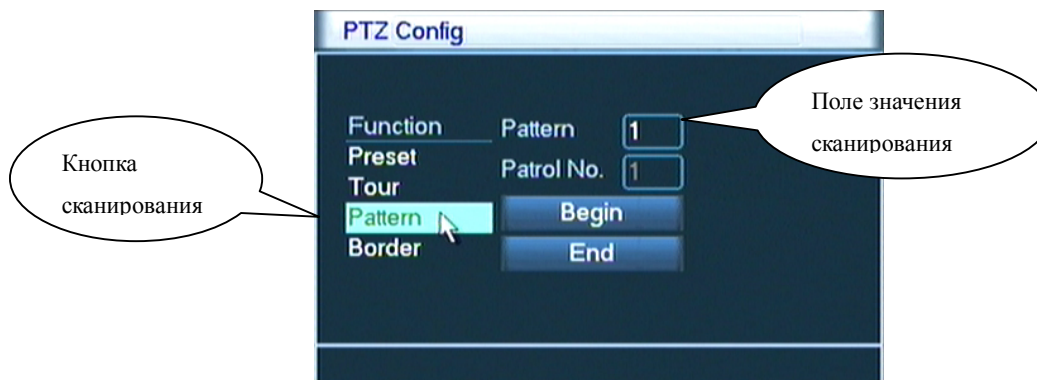 PTZ Config
Поле значения
сканирования
Function
Preset
Tour
Pattern
Border
Pattern 1
Patrol No. 1
Begin
End
Кнопка
сканирования